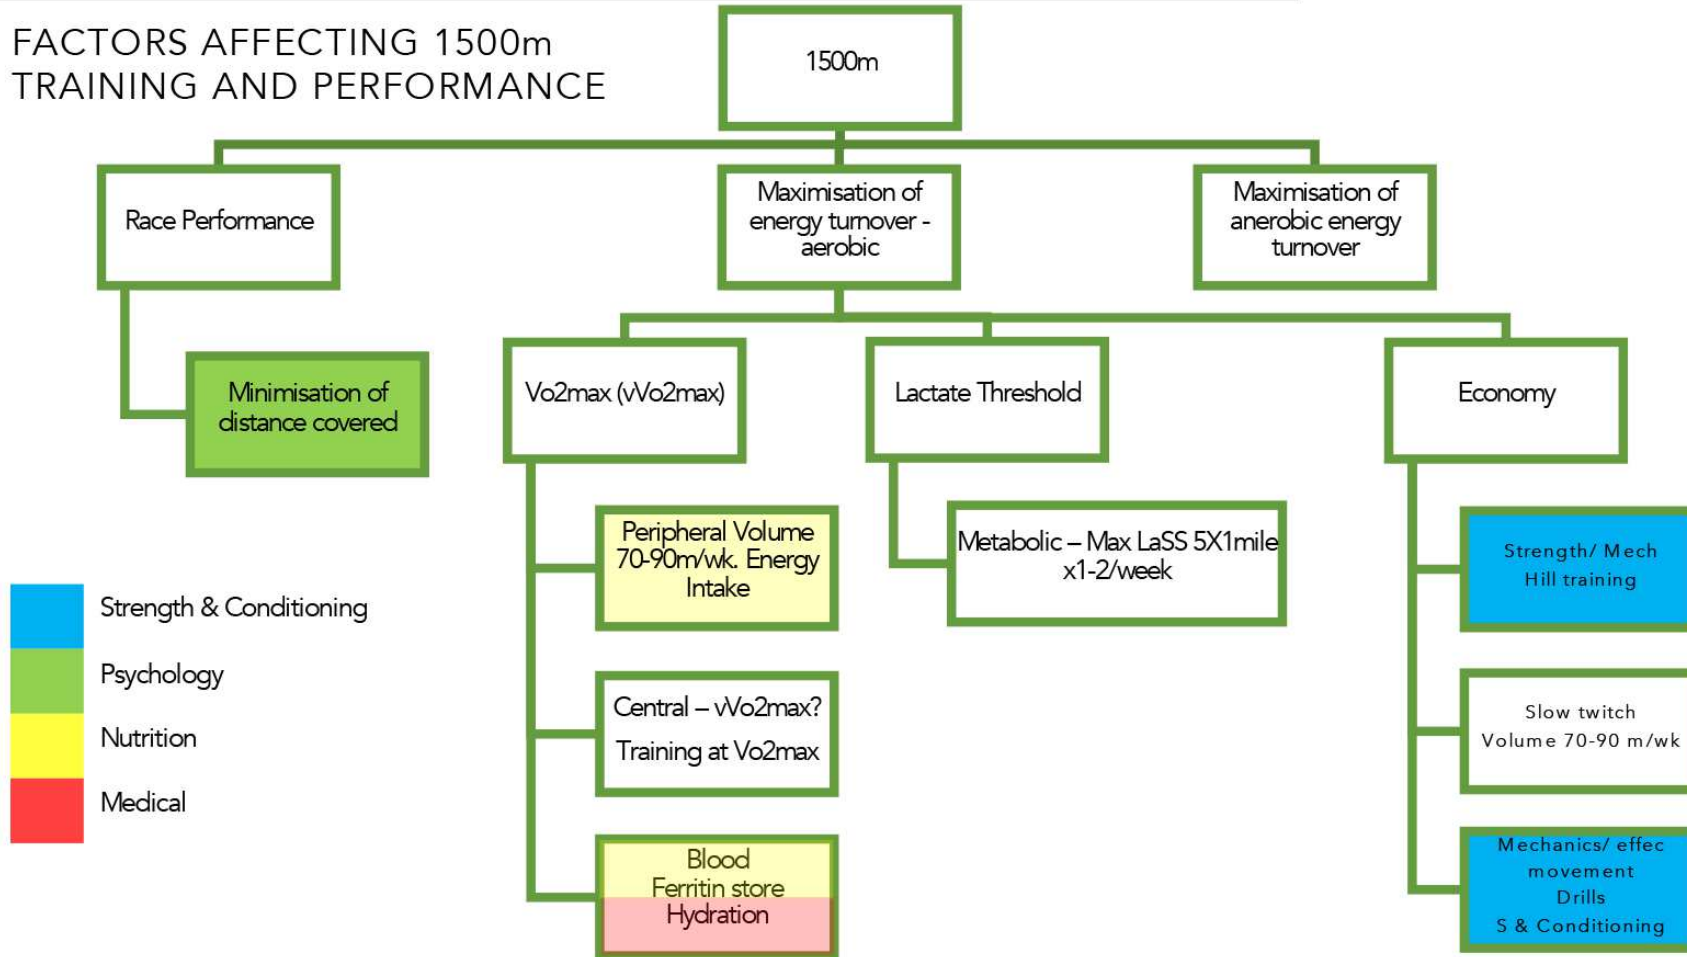 FACTORS AFFECTING 1500m
TRAINING AND PERFORMANCE
1500m
Race Performance
Maximisation of
energy turnover -
aerobic
Maximisation of
anerobic energy
turnover
Minimisation of
distance covered
Vo2max (vVo2max)
Lactate Threshold
Economy
Peripheral Volume
70-90m/wk. Energy
Intake
Metabolic – Max LaSS 5X1mile
x1-2/week
Strength/ Mech
Hill training
Central – vVo2max?
Training at Vo2max
Slow twitch
Volume 70-90 m/wk
Blood
Ferritin store
Hydration
Mechanics/ effec
movement
Drills
S & Conditioning
Strength & Conditioning
Psychology
Nutrition
Medical